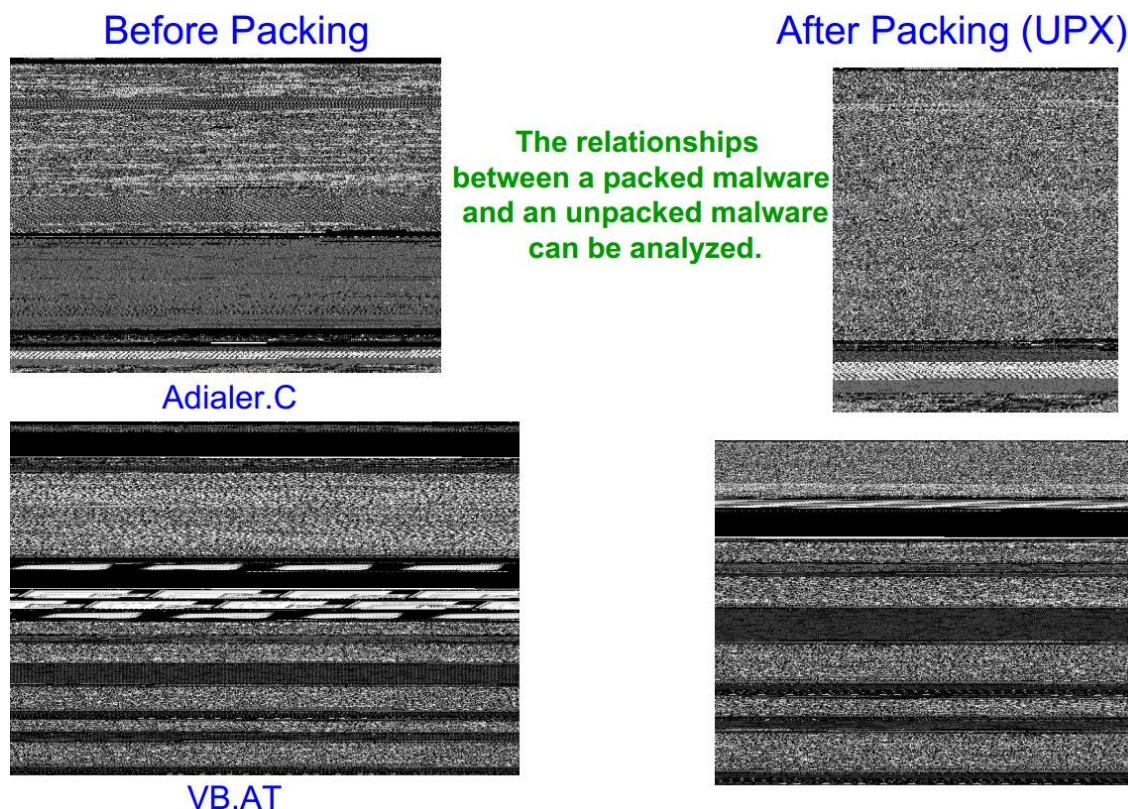 Before Packing
After Packing (UPX)
The relationships
between a packed malware
and an unpacked malware
can be analyzed.
Adialer.C
VB.AT